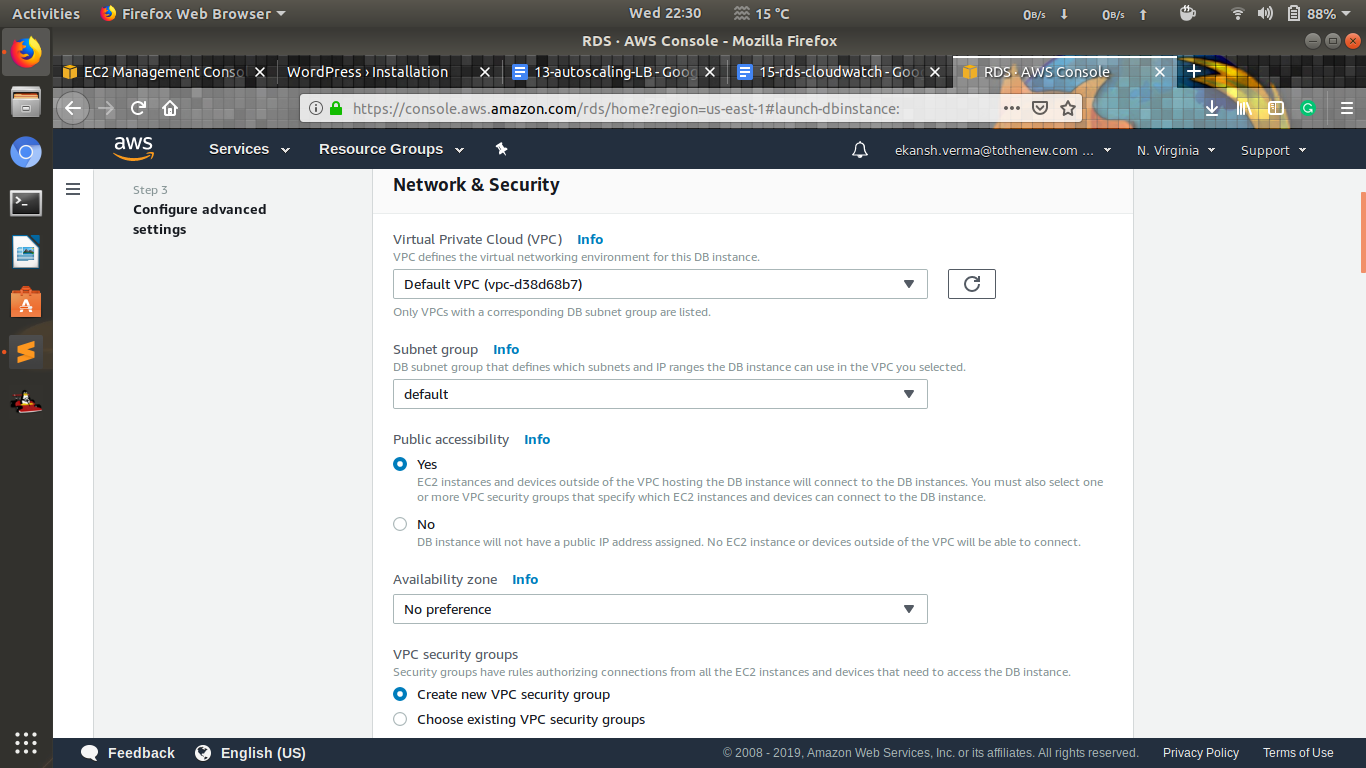 Activities
Firefox Web Browser
Wed 22:30
15 °C
0B/s
0B/s
88%
RDS · AWS Console - Mozilla Firefox
EC2 Management Conso
WordPress › Installation
13-autoscaling-LB - Goog
15-rds-cloudwatch - Goo
RDS · AWS Console
https://console.aws.amazon.com/rds/home?region=us-east-1#launch-dbinstance:
aws
Services
Resource Groups
ekansh.verma@tothenew.com ...
N. Virginia
Support
Step 3
Configure advanced
settings
Network & Security
Virtual Private Cloud (VPC) Info
VPC defines the virtual networking environment for this DB instance.
Default VPC (vpc-d38d68b7)
Only VPCs with a corresponding DB subnet group are listed.
Subnet group Info
DB subnet group that defines which subnets and IP ranges the DB instance can use in the VPC you selected.
default
Public accessibility Info
Yes
EC2 instances and devices outside of the VPC hosting the DB instance will connect to the DB instances. You must also select one
or more VPC security groups that specify which EC2 instances and devices can connect to the DB instance.
No
DB instance will not have a public IP address assigned. No EC2 instance or devices outside of the VPC will be able to connect.
Availability zone Info
No preference
VPC security groups
Security groups have rules authorizing connections from all the EC2 instances and devices that need to access the DB instance.
Create new VPC security group
Choose existing VPC security groups
Feedback
English (US)
© 2008 - 2019, Amazon Web Services, Inc. or its affiliates. All rights reserved.
Privacy Policy
Terms of Use